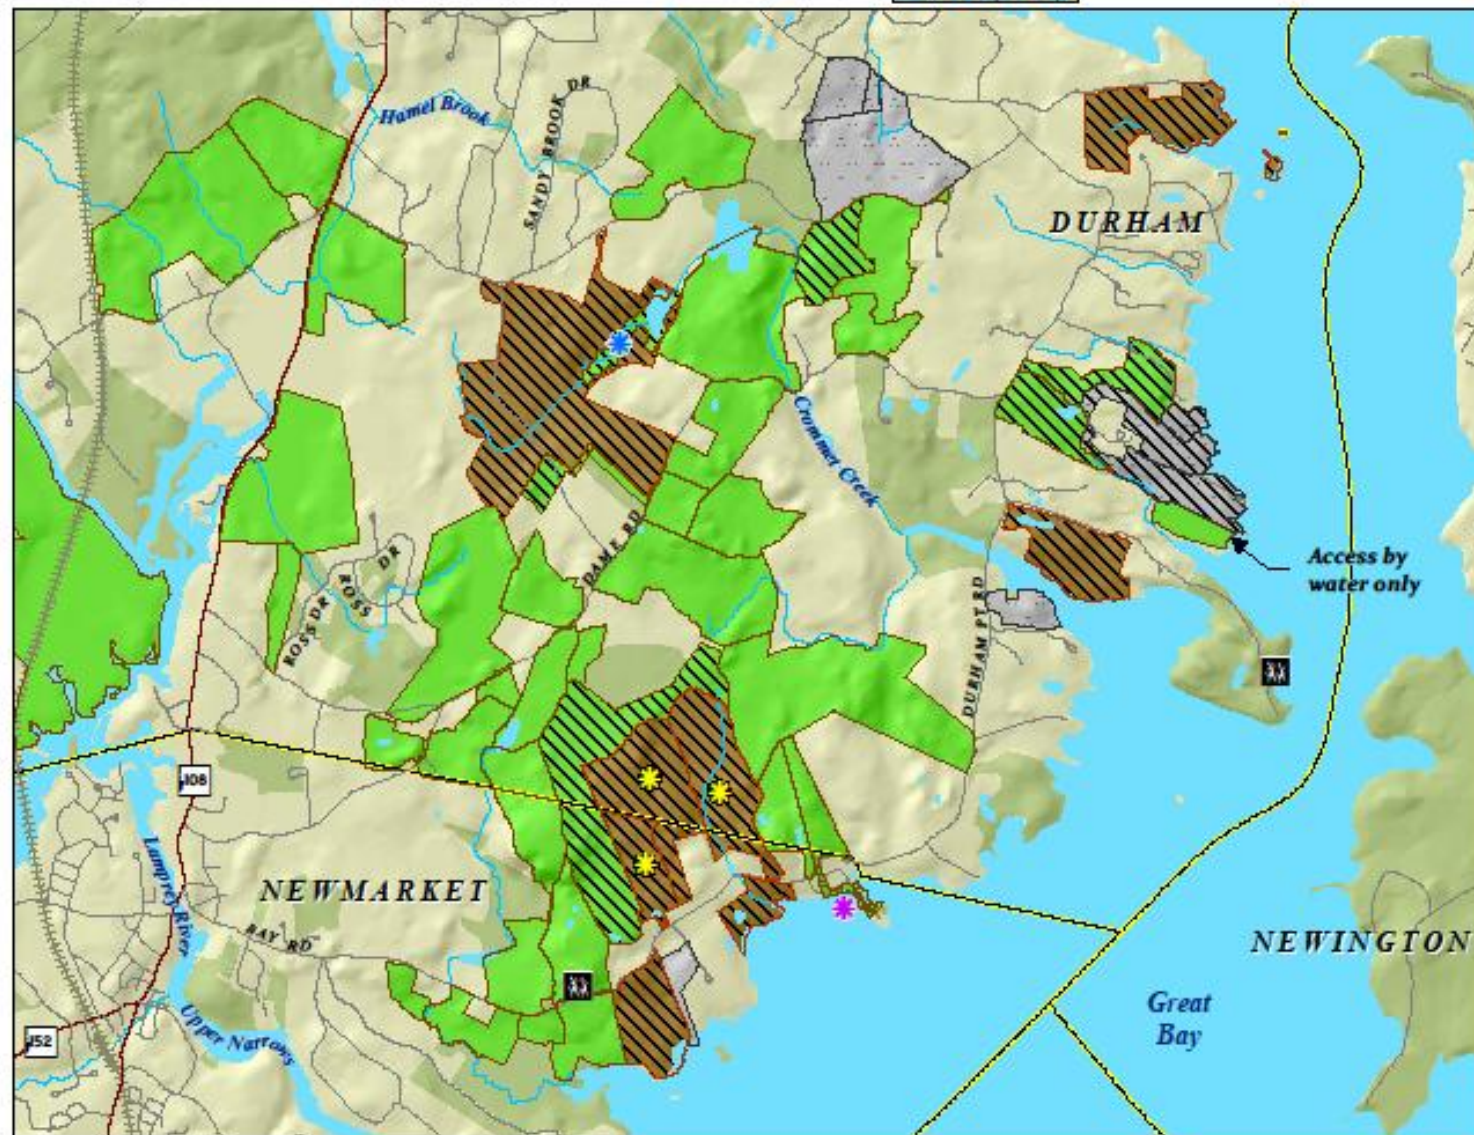 Hamel Brook
SANDY BROOK DR
DURHAM
Crommet Creek
Access by
water only
DAME RD
ROSS DR
ROSS DR
DURHAM PT RD
108
Lamprey River
NEWMARKET
BAY RD
NEWINGTON
Great
Bay
Upper Narrows
152